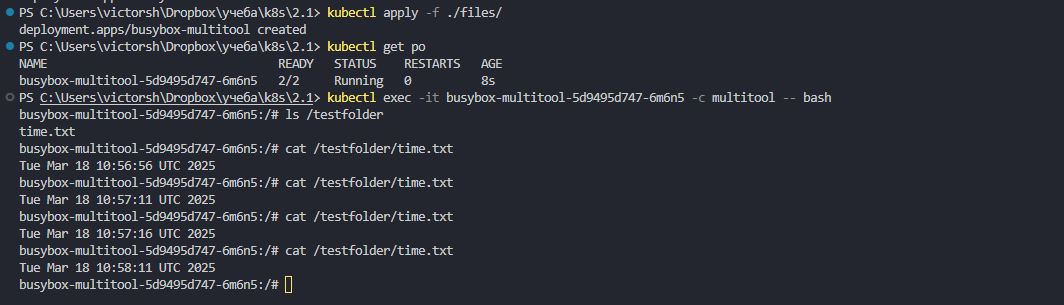 PS C:\Users\victorsh\Dropbox\учеба\k8s\2.1> kubectl apply -f ./files/
deployment.apps/busybox-multitool created
PS C:\Users\victorsh\Dropbox\учеба\k8s\2.1> kubectl get po
NAME READY STATUS RESTARTS AGE
busybox-multitool-5d9495d747-6m6n5 2/2 Running 0 8s
PS C:\Users\victorsh\Dropbox\учеба\k8s\2.1> kubectl exec -it busybox-multitool-5d9495d747-6m6n5 -c multitool -- bash
busybox-multitool-5d9495d747-6m6n5:/# ls /testfolder
time.txt
busybox-multitool-5d9495d747-6m6n5:/# cat /testfolder/time.txt
Tue Mar 18 10:56:56 UTC 2025
busybox-multitool-5d9495d747-6m6n5:/# cat /testfolder/time.txt
Tue Mar 18 10:57:11 UTC 2025
busybox-multitool-5d9495d747-6m6n5:/# cat /testfolder/time.txt
Tue Mar 18 10:57:16 UTC 2025
busybox-multitool-5d9495d747-6m6n5:/# cat /testfolder/time.txt
Tue Mar 18 10:58:11 UTC 2025
busybox-multitool-5d9495d747-6m6n5:/#